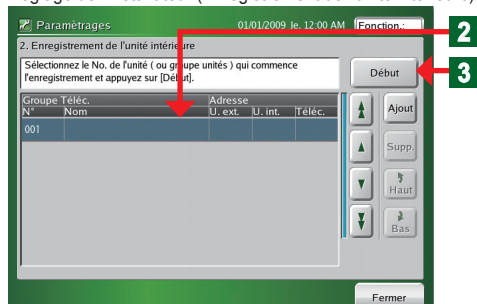 Paramètrages 01/01/2009 le. 12:00 AM Fonction.:
2. Enregistrement de l'unité intérieure
Sélectionnez le No. de l'unité ( ou groupe unités ) qui commence
l'enregistrement et appuyez sur [Début].
Début
2
3
Groupe Téléc. Adresse
N° Nom U. ext. U. int. Téléc.
001
Ajout
Supp.
Haut
Bas
Fermer